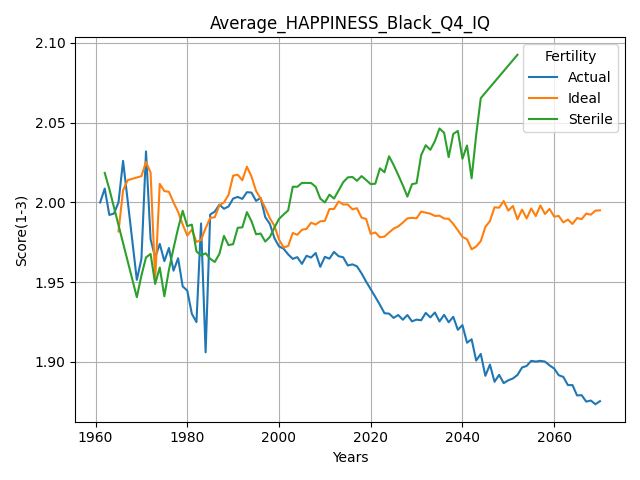 Average_HAPPINESS_Black_Q4_IQ
2.10
2.05
2.00
1.95
1.90
Score(1-3)
Fertility
Actual
Ideal
Sterile
1960 1980 2000 2020 2040 2060
Years